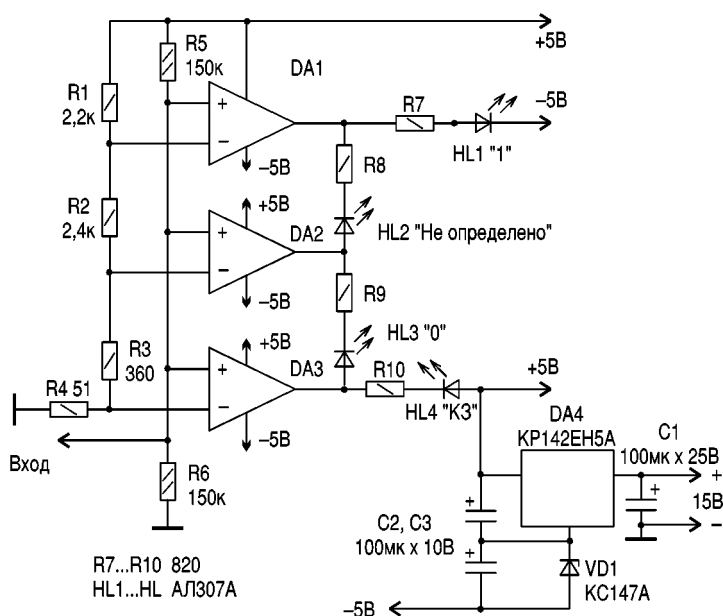 R5
150к
+5В
DA1
R1
2,2к
+
−
R7
−5В
−5В
HL1 "1"
R8
+5В
R2
2,4к
+
−
DA2
HL2 "Не определено"
−5В
R9
R3
360
+5В
HL3 "0"
+
−
DA3
R10
+5В
R4 51
HL4 "КЗ"
−5В
DA4
КР142ЕН5А
C1
100мк x 25В
Вход
R6
150к
+
+
+
15В
−
C2, C3
100мк x 10В
+
VD1
КС147А
−5В
R7...R10 820
HL1...HL АЛ307А